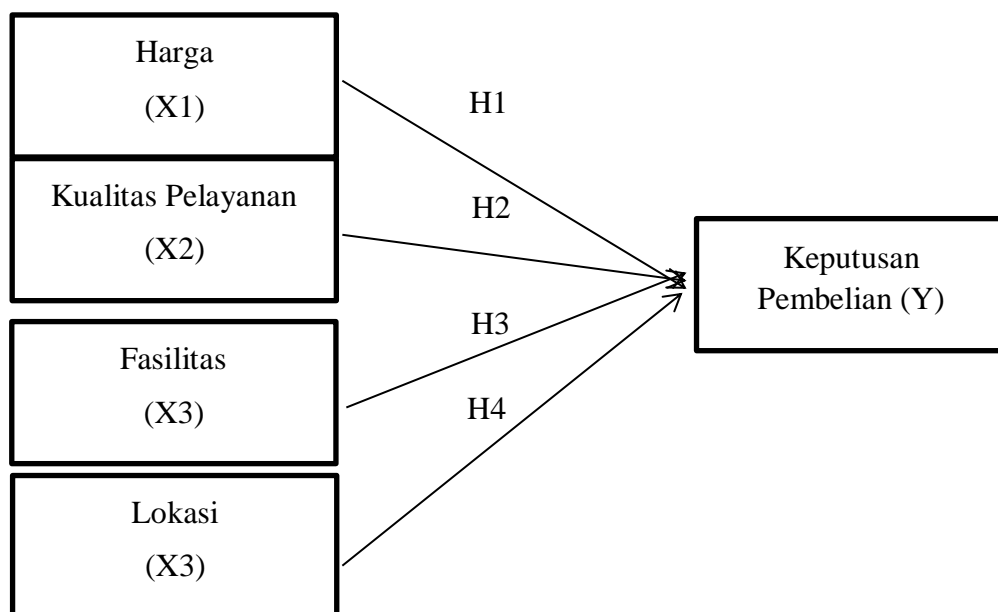 Harga
(X1)
H1
Kualitas Pelayanan
(X2)
H2
Keputusan
Pembelian (Y)
Fasilitas
(X3)
H3
H4
Lokasi
(X3)